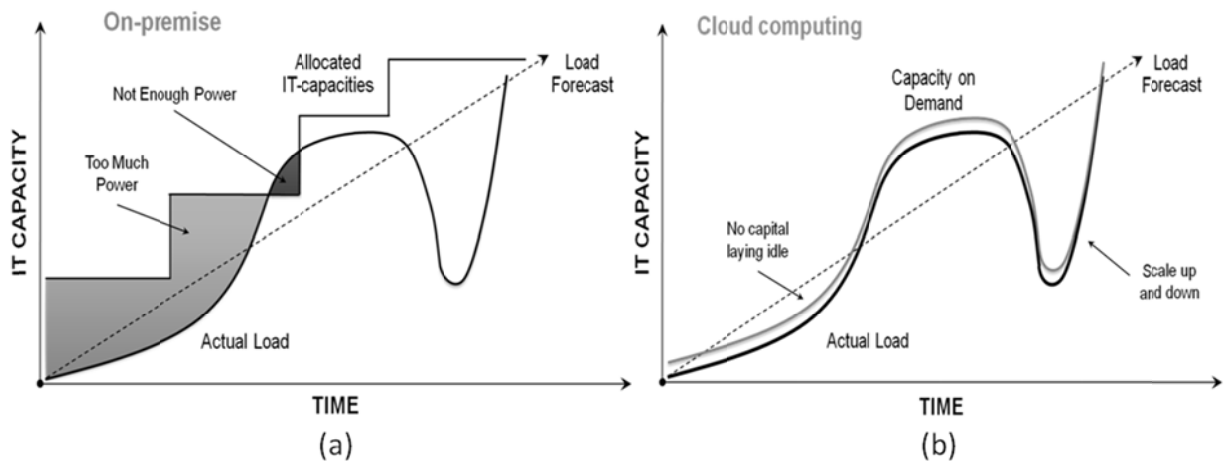 On-premise
Allocated
IT-capacities
Load
Forecast
Not Enough Power
Too Much
Power
Actual Load
IT CAPACITY
TIME
(a)
Cloud computing
Capacity on
Demand
Load
Forecast
No capital
laying idle
Scale up
and down
Actual Load
IT CAPACITY
TIME
(b)